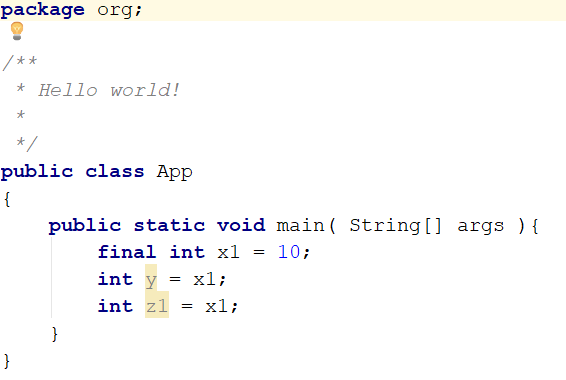 package org;
/**
 * Hello world!
 *
 */
public class App
{
    public static void main( String[] args ){
        final int x1 = 10;
        int y = x1;
        int z1 = x1;
    }
}